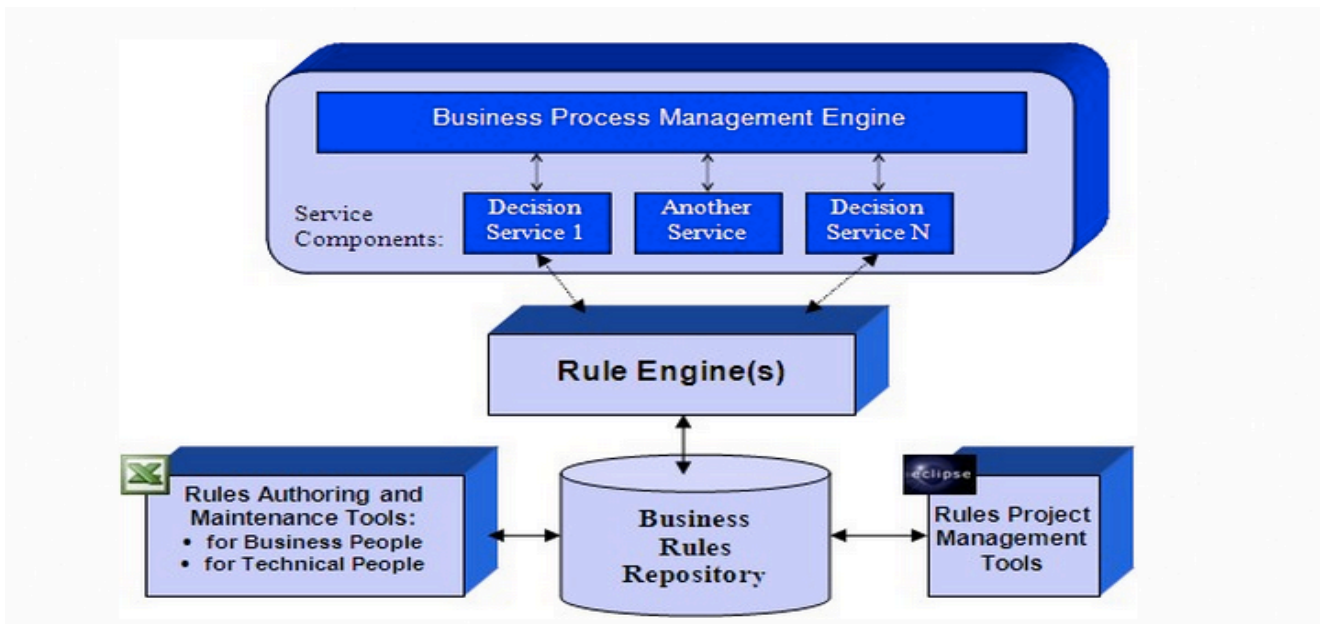 Business Process Management Engine
Service
Components:
Decision
Service 1
Another
Service
Decision
Service N
Rule Engine(s)
Rules Authoring and
Maintenance Tools:
• for Business People
• for Technical People
Business
Rules
Repository
eclipse
Rules Project
Management
Tools